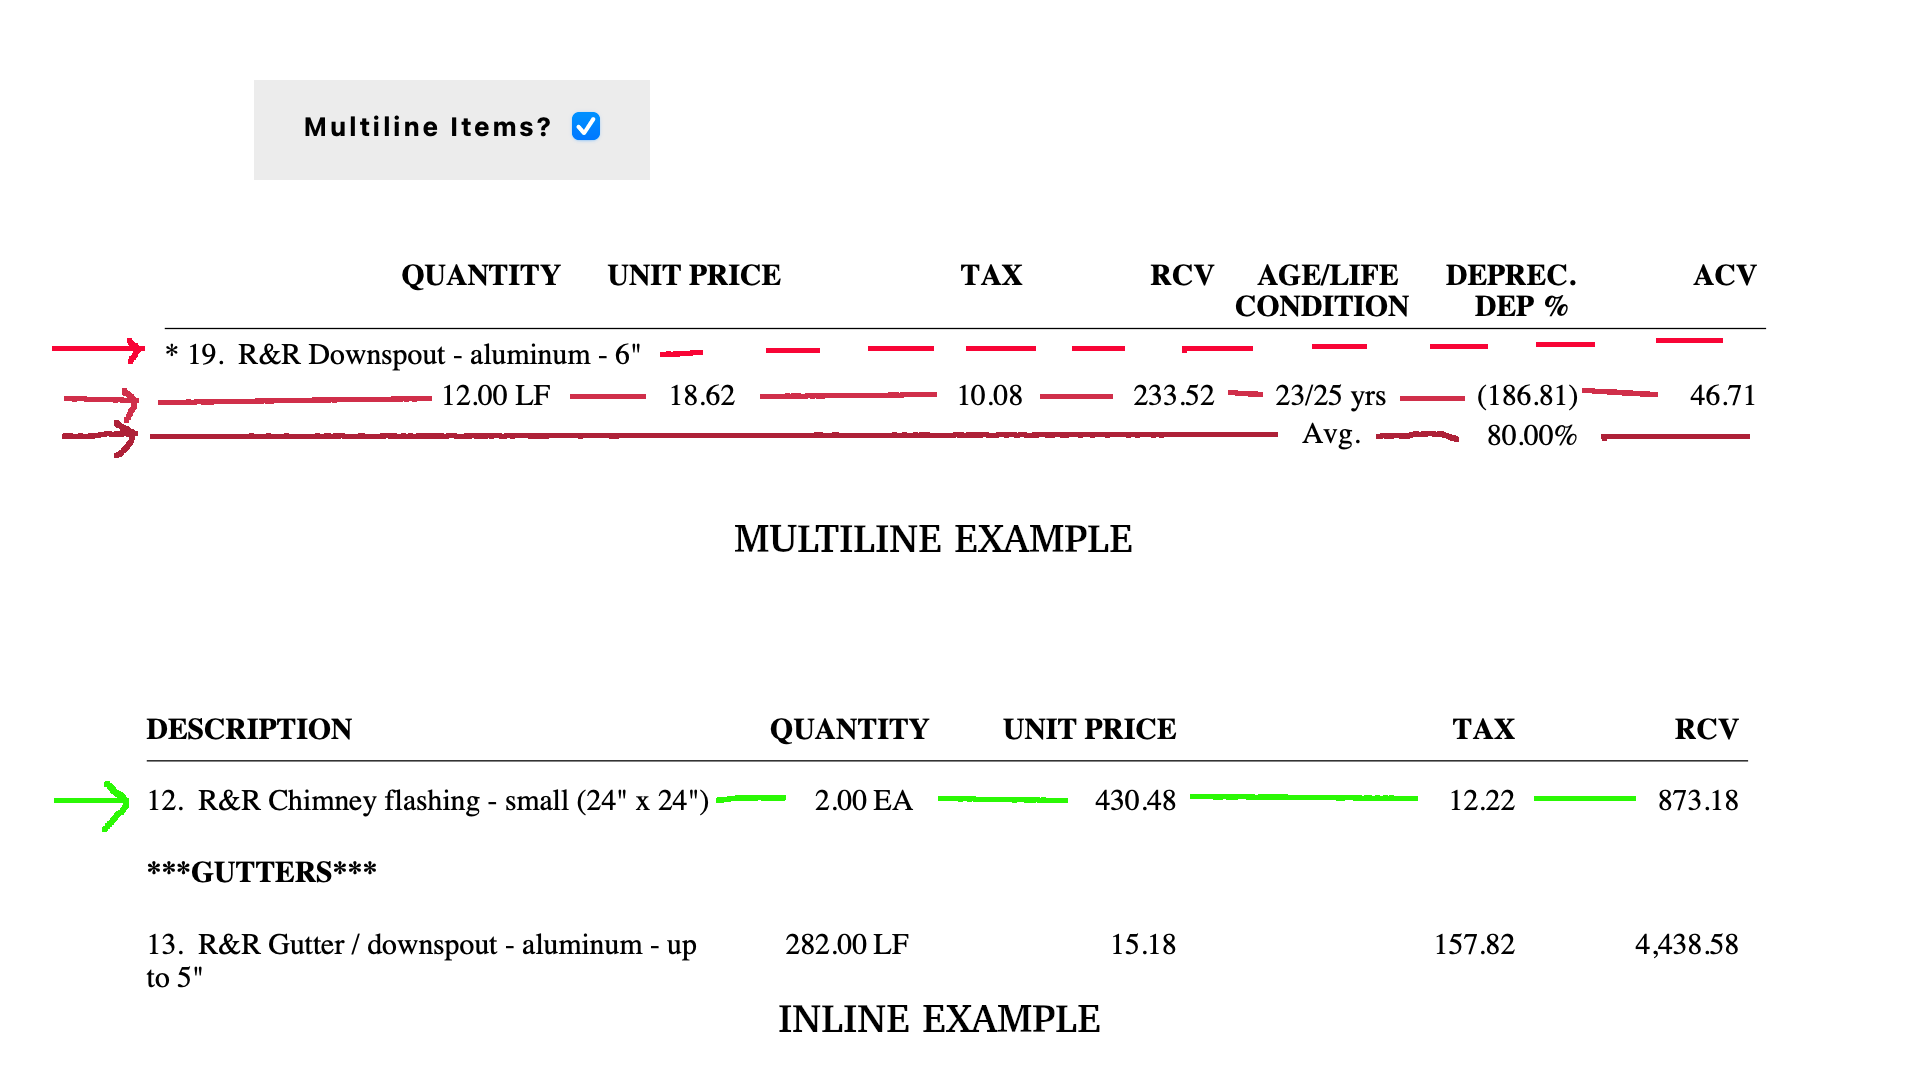 Multiline Items?
QUANTITY UNIT PRICE TAX RCV AGE/LIFE DEPREC. ACV
CONDITION DEP %
* 19. R&R Downspout - aluminum - 6"
12.00 LF 18.62 10.08 233.52 23/25 yrs (186.81) 46.71
Avg. 80.00%
MULTILINE EXAMPLE
DESCRIPTION QUANTITY UNIT PRICE TAX RCV
12. R&R Chimney flashing - small (24" x 24") 2.00 EA 430.48 12.22 873.18
***GUTTERS***
13. R&R Gutter / downspout - aluminum - up 282.00 LF 15.18 157.82 4,438.58
to 5"
INLINE EXAMPLE